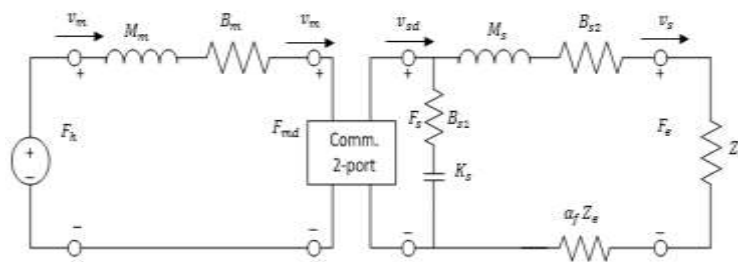 v_m M_m B_m v_m v_sd M_s B_s2 v_s
+ + + +
F_h + − F_md Comm. 2-port F_s B_s1 K_s F_e Z
a_f Z_e
− − − −